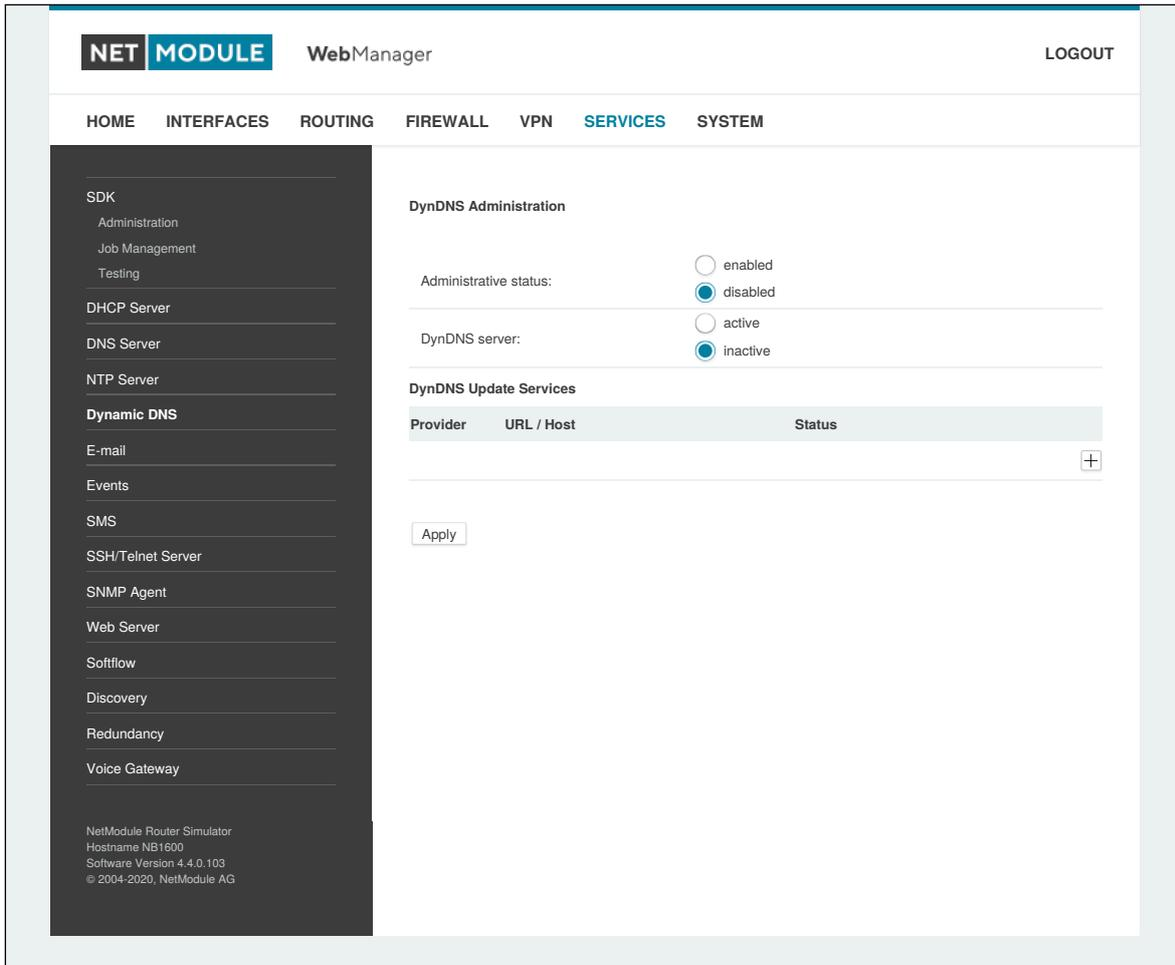 NET MODULE WebManager LOGOUT
HOME INTERFACES ROUTING FIREWALL VPN SERVICES SYSTEM
SDK
Administration
Job Management
Testing
DHCP Server
DNS Server
NTP Server
Dynamic DNS
E-mail
Events
SMS
SSH/Telnet Server
SNMP Agent
Web Server
Softflow
Discovery
Redundancy
Voice Gateway
NetModule Router Simulator
Hostname NB1600
Software Version 4.4.0.103
© 2004-2020, NetModule AG
DynDNS Administration
Administrative status:
enabled
disabled
DynDNS server:
active
inactive
DynDNS Update Services
Provider URL / Host Status
Apply